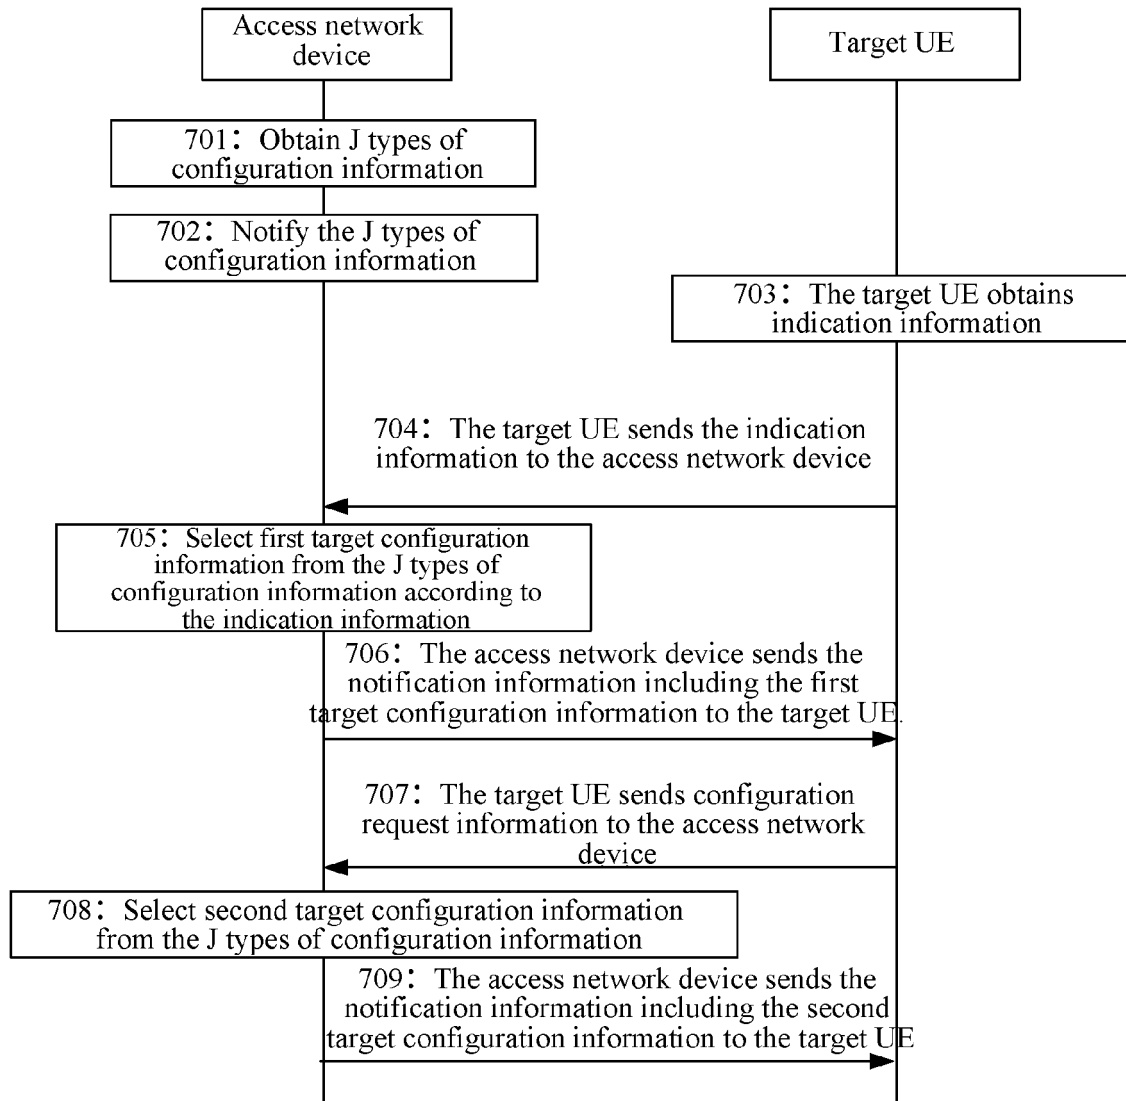 Access network
device
Target UE
701: Obtain J types of
configuration information
702: Notify the J types of
configuration information
703: The target UE obtains
indication information
704: The target UE sends the indication
information to the access network device
705: Select first target configuration
information from the J types of
configuration information according to
the indication information
706: The access network device sends the
notification information including the first
target configuration information to the target UE.
707: The target UE sends configuration
request information to the access network
device
708: Select second target configuration information
from the J types of configuration information
709: The access network device sends the
notification information including the second
target configuration information to the target UE